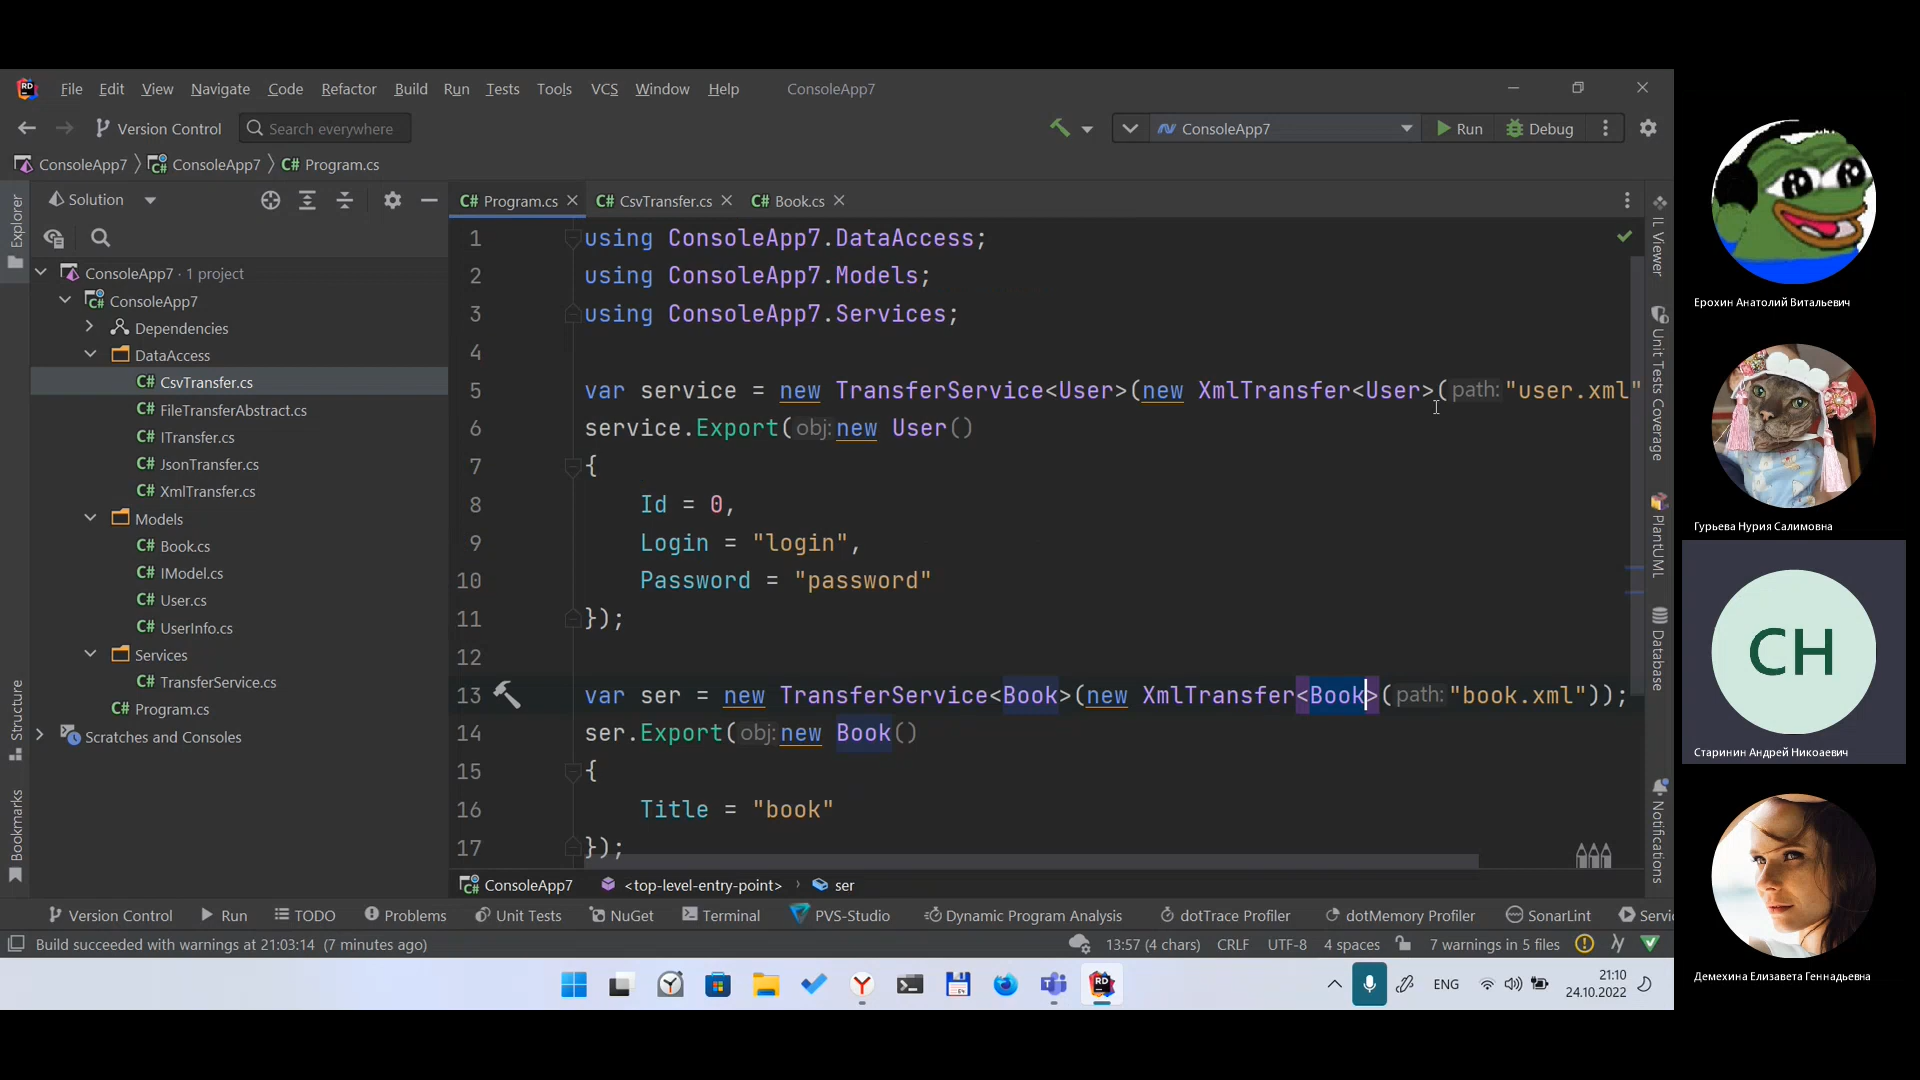 RD File Edit View Navigate Code Refactor Build Run Tests Tools VCS Window Help ConsoleApp7
Version Control Search everywhere ConsoleApp7 Run Debug
ConsoleApp7 ConsoleApp7 C# Program.cs
Explorer
Solution
ConsoleApp7 · 1 project
ConsoleApp7
Dependencies
DataAccess
C# CsvTransfer.cs
C# FileTransferAbstract.cs
C# ITransfer.cs
C# JsonTransfer.cs
C# XmlTransfer.cs
Models
C# Book.cs
C# IModel.cs
C# User.cs
C# UserInfo.cs
Services
C# TransferService.cs
C# Program.cs
Scratches and Consoles
Structure
Bookmarks
C# Program.cs C# CsvTransfer.cs C# Book.cs
1 using ConsoleApp7.DataAccess;
2 using ConsoleApp7.Models;
3 using ConsoleApp7.Services;
4
5 var service = new TransferService<User>(new XmlTransfer<User>(path:"user.xml"
6 service.Export(obj:new User()
7 {
8 Id = 0,
9 Login = "login",
10 Password = "password"
11 });
12
13 var ser = new TransferService<Book>(new XmlTransfer<Book>(path:"book.xml"));
14 ser.Export(obj:new Book()
15 {
16 Title = "book"
17 });
IL Viewer
Unit Tests Coverage
PlantUML
Database
Notifications
ConsoleApp7 <top-level-entry-point> ser
Version Control Run TODO Problems Unit Tests NuGet Terminal PVS-Studio Dynamic Program Analysis dotTrace Profiler dotMemory Profiler SonarLint Servi
Build succeeded with warnings at 21:03:14 (7 minutes ago) 13:57 (4 chars) CRLF UTF-8 4 spaces 7 warnings in 5 files
ENG 21:10
24.10.2022
Ерохин Анатолий Витальевич
Гурьева Нурия Салимовна
СН
Старинин Андрей Никоаевич
Демехина Елизавета Геннадьевна